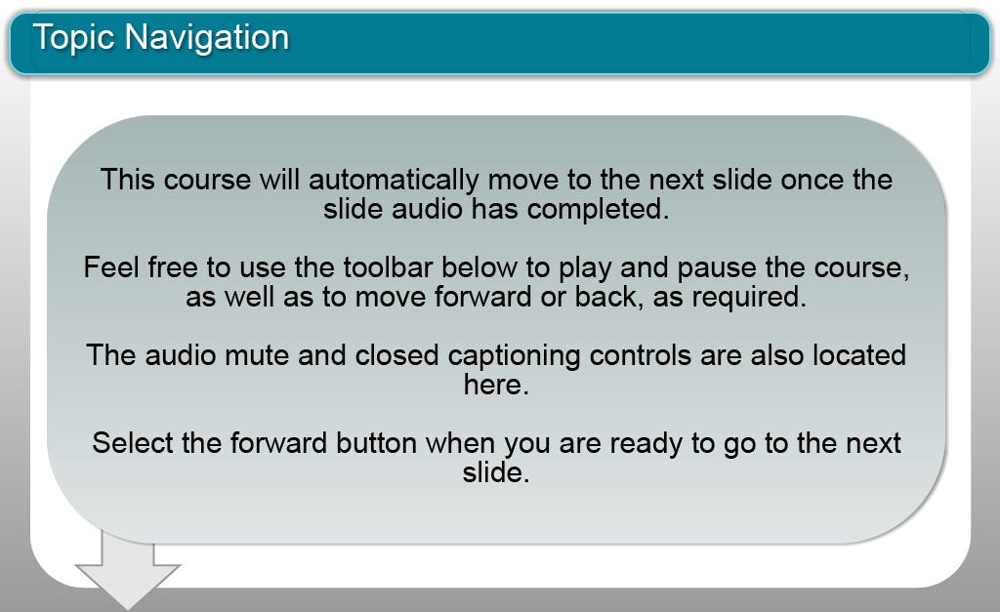 Topic Navigation
This course will automatically move to the next slide once the
slide audio has completed.
Feel free to use the toolbar below to play and pause the course,
as well as to move forward or back, as required.
The audio mute and closed captioning controls are also located
here.
Select the forward button when you are ready to go to the next
slide.